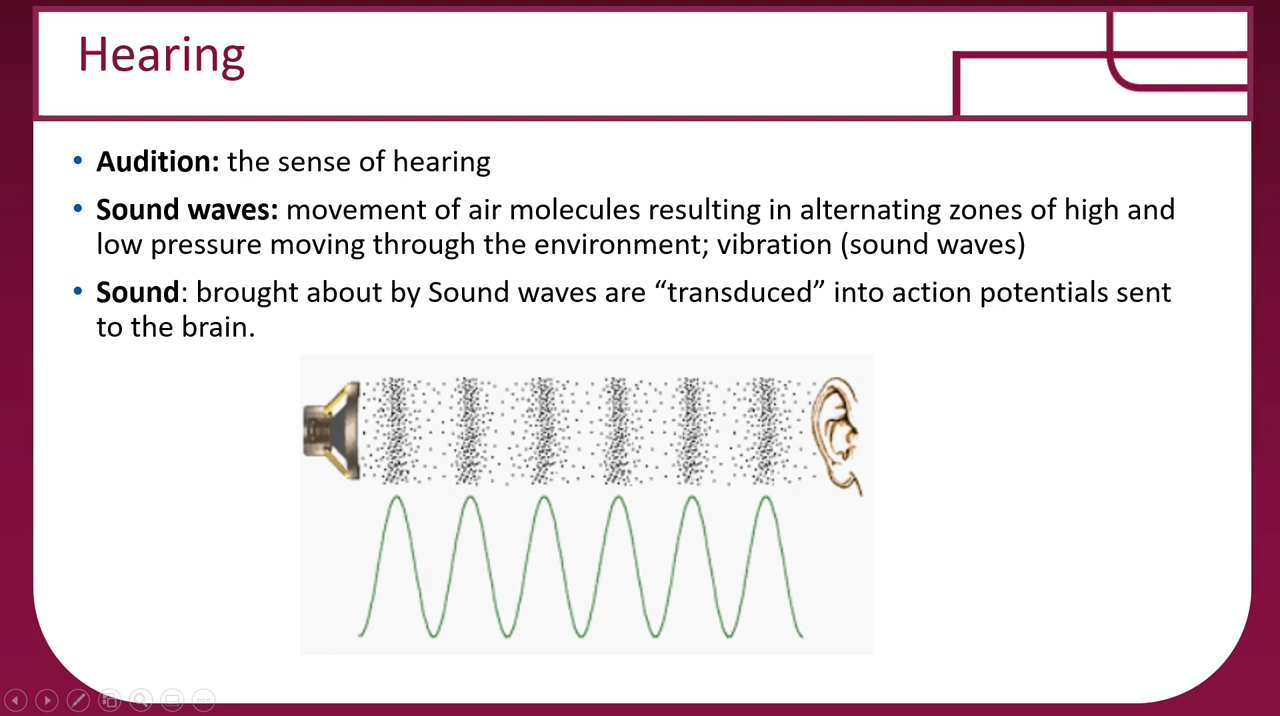 Hearing
• Audition: the sense of hearing
• Sound waves: movement of air molecules resulting in alternating zones of high and
low pressure moving through the environment; vibration (sound waves)
• Sound: brought about by Sound waves are “transduced” into action potentials sent
to the brain.